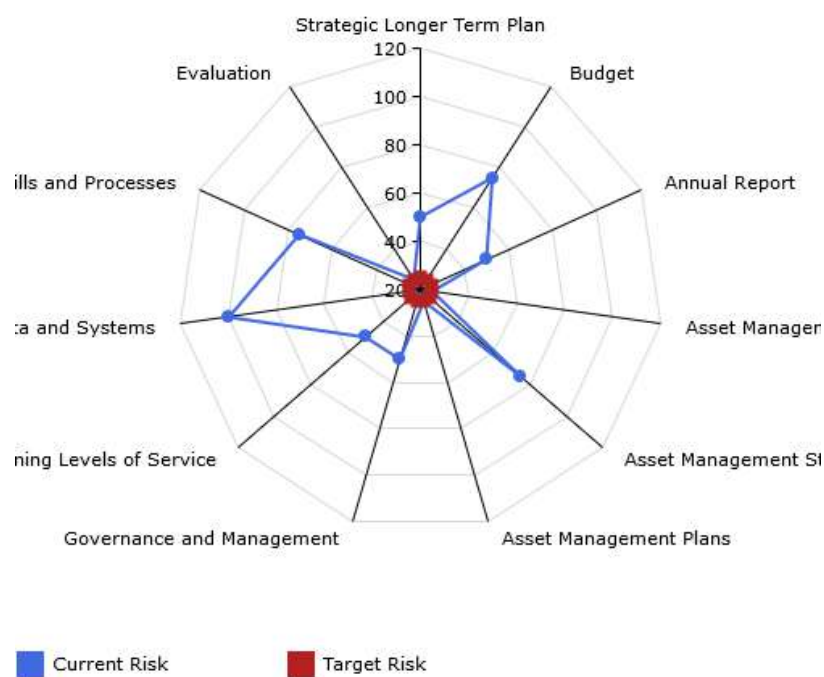 Strategic Longer Term Plan
120
Evaluation
Budget
100
80
ills and Processes
Annual Report
60
40
20
ta and Systems
Asset Managem
ning Levels of Service
Asset Management St
Governance and Management
Asset Management Plans
Current Risk
Target Risk